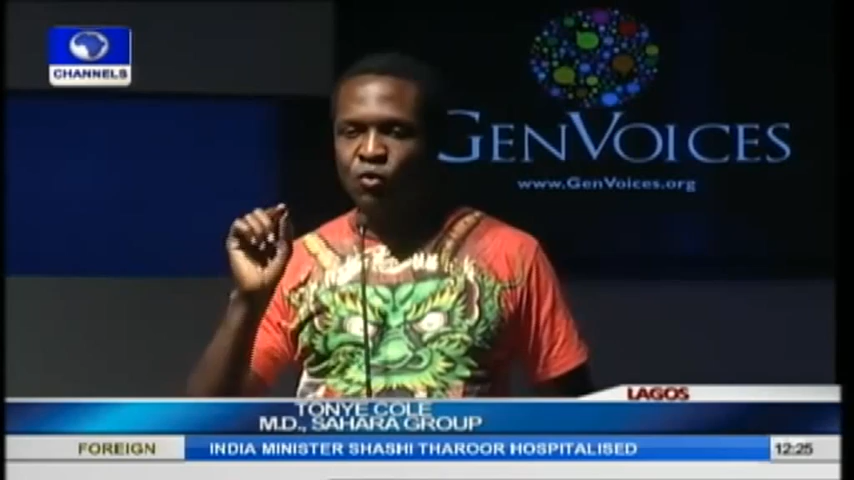 CHANNELS
GENVOICES
www.GenVoices.org
LAGOS
TONYE COLE
M.D., SAHARA GROUP
FOREIGN
INDIA MINISTER SHASHI THAROOR HOSPITALISED
12:25